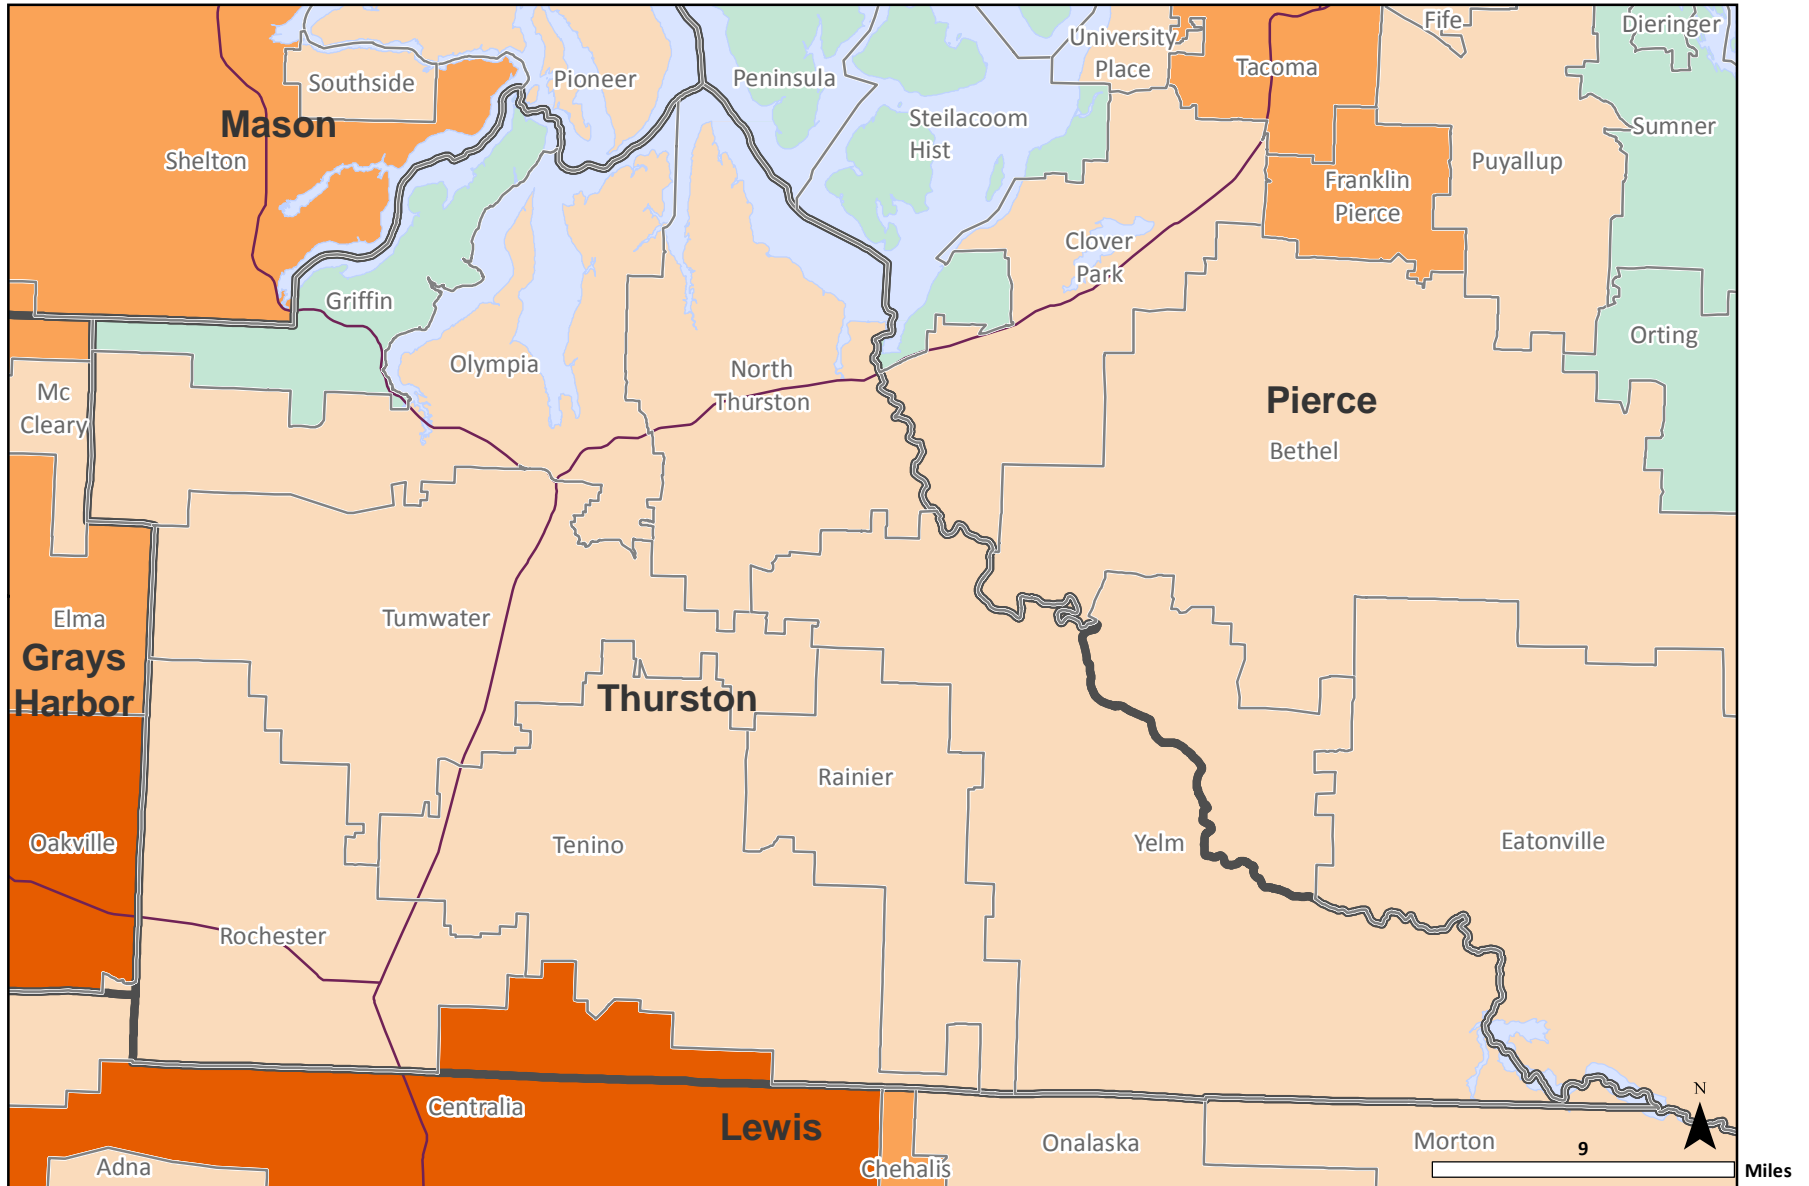 Fife
Dieringer
University
Place
Tacoma
Southside
Pioneer
Peninsula
Steilacoom
Hist
Mason
Shelton
Sumner
Puyallup
Franklin
Pierce
Clover
Park
Griffin
Orting
Olympia
North
Thurston
Mc
Cleary
Pierce
Bethel
Elma
Tumwater
Grays
Harbor
Thurston
Rainier
Oakville
Tenino
Yelm
Eatonville
Rochester
Centralia
Lewis
Onalaska
Morton
Adna
Chehalis
N
9
Miles